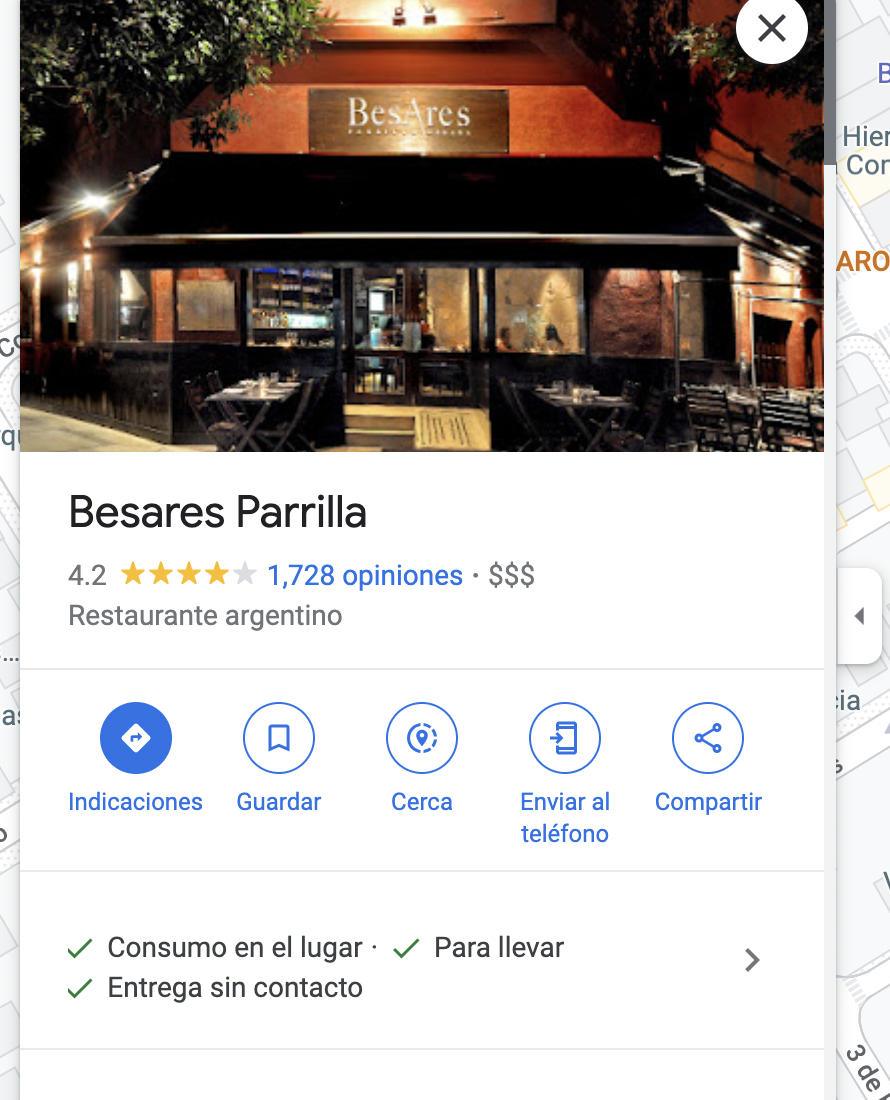 BesAres
B
Hier
Cor
ARO
Besares Parrilla
4.2 1,728 opiniones · $$$
Restaurante argentino
Indicaciones
Guardar
Cerca
Enviar al
teléfono
Compartir
Consumo en el lugar · Para llevar
Entrega sin contacto
3 de